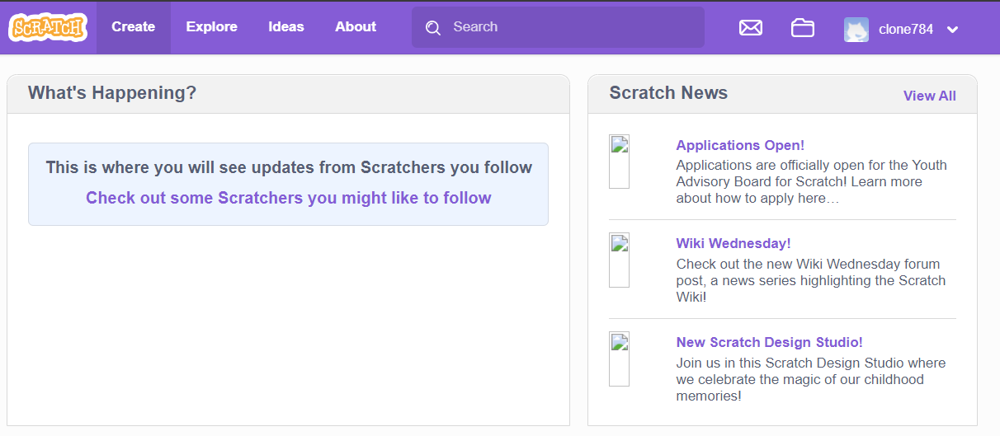 SCRATCH Create Explore Ideas About Search clone784
What's Happening?
This is where you will see updates from Scratchers you follow
Check out some Scratchers you might like to follow
Scratch News View All
Applications Open!
Applications are officially open for the Youth
Advisory Board for Scratch! Learn more
about how to apply here…
Wiki Wednesday!
Check out the new Wiki Wednesday forum
post, a news series highlighting the Scratch
Wiki!
New Scratch Design Studio!
Join us in this Scratch Design Studio where
we celebrate the magic of our childhood
memories!